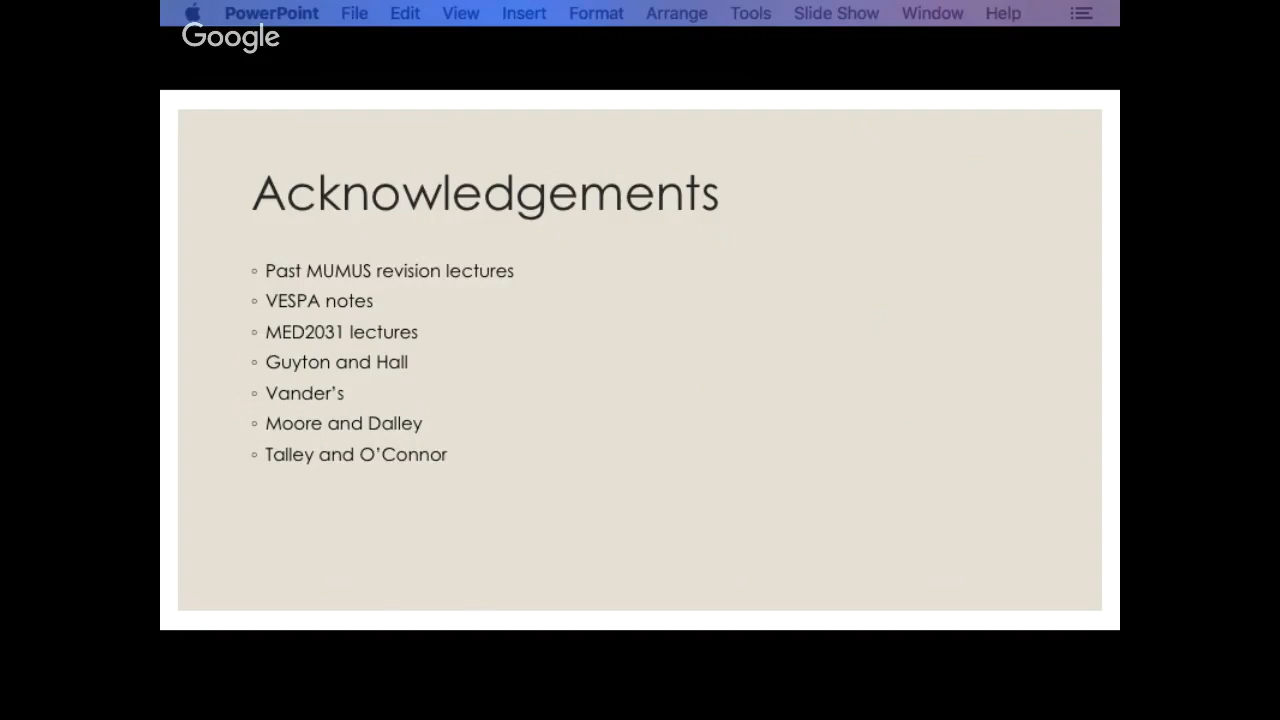 PowerPoint File Edit View Insert Format Arrange Tools Slide Show Window Help
Google
Acknowledgements
Past MUMUS revision lectures
VESPA notes
MED2031 lectures
Guyton and Hall
Vander’s
Moore and Dalley
Talley and O’Connor